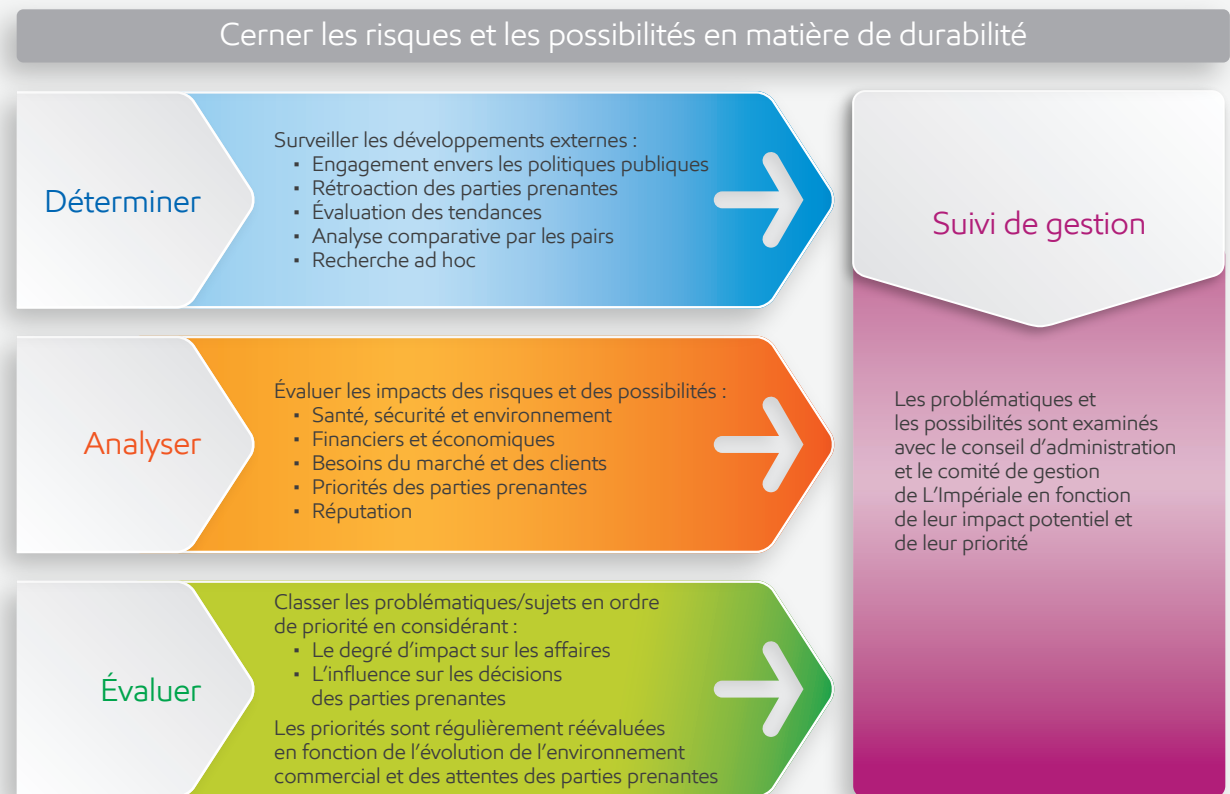 Cerner les risques et les possibilités en matière de durabilité
Déterminer
Surveiller les développements externes :
▪ Engagement envers les politiques publiques
▪ Rétroaction des parties prenantes
▪ Évaluation des tendances
▪ Analyse comparative par les pairs
▪ Recherche ad hoc
Analyser
Évaluer les impacts des risques et des possibilités :
▪ Santé, sécurité et environnement
▪ Financiers et économiques
▪ Besoins du marché et des clients
▪ Priorités des parties prenantes
▪ Réputation
Évaluer
Classer les problématiques/sujets en ordre
de priorité en considérant :
▪ Le degré d’impact sur les affaires
▪ L’influence sur les décisions
des parties prenantes
Les priorités sont régulièrement réévaluées
en fonction de l’évolution de l’environnement
commercial et des attentes des parties prenantes
Suivi de gestion
Les problématiques et
les possibilités sont examinés
avec le conseil d’administration
et le comité de gestion
de L’Impériale en fonction
de leur impact potentiel et
de leur priorité